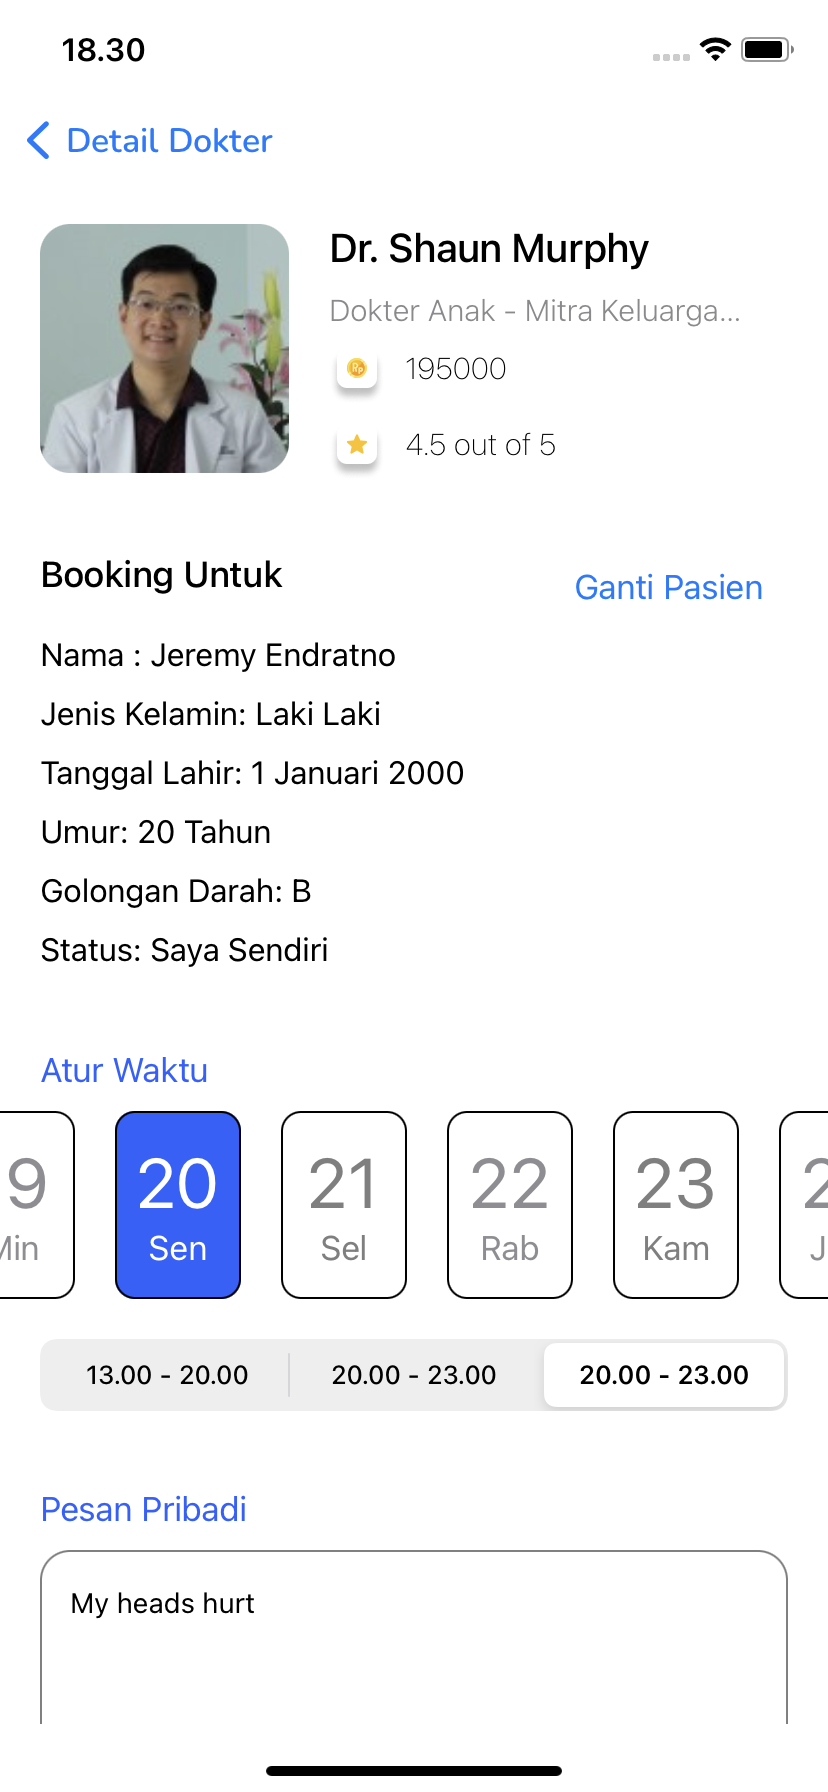 18.30
Detail Dokter
Dr. Shaun Murphy
Dokter Anak - Mitra Keluarga...
Rp 195000
4.5 out of 5
Booking Untuk
Ganti Pasien
Nama : Jeremy Endratno
Jenis Kelamin: Laki Laki
Tanggal Lahir: 1 Januari 2000
Umur: 20 Tahun
Golongan Darah: B
Status: Saya Sendiri
Atur Waktu
9 20 21 22 23 2
Min Sen Sel Rab Kam J
13.00 - 20.00 20.00 - 23.00 20.00 - 23.00
Pesan Pribadi
My heads hurt